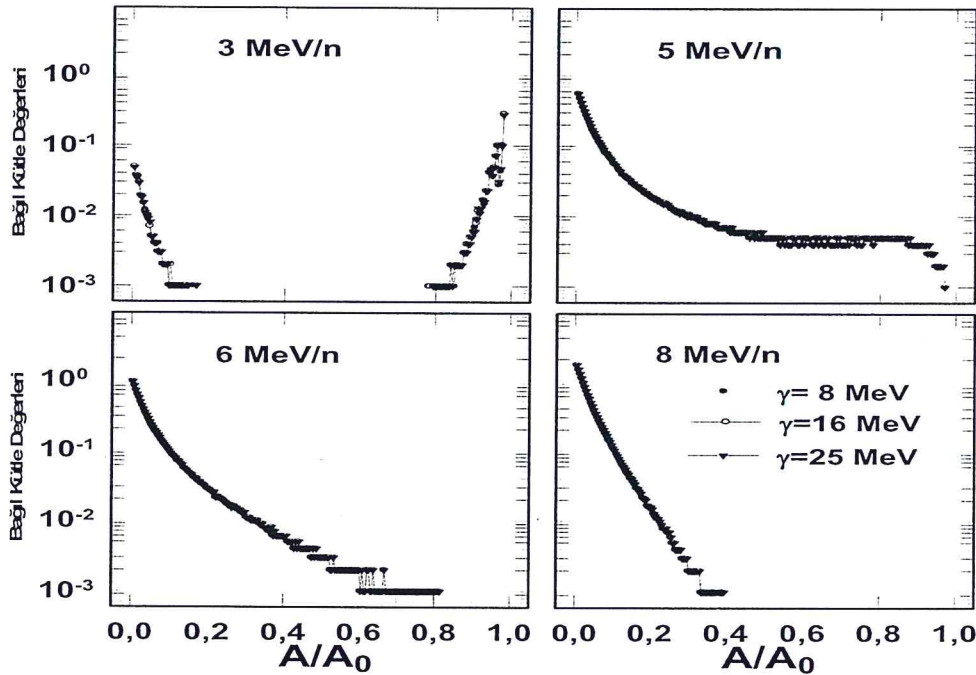 3 MeV/n
5 MeV/n
Bağıl Kütle Değerleri
10⁰
10⁻¹
10⁻²
10⁻³
6 MeV/n
8 MeV/n
γ= 8 MeV
γ=16 MeV
γ=25 MeV
Bağıl Kütle Değerleri
10⁰
10⁻¹
10⁻²
10⁻³
0,0 0,2 0,4 0,6 0,8 1,0
0,0 0,2 0,4 0,6 0,8 1,0
A/A₀
A/A₀